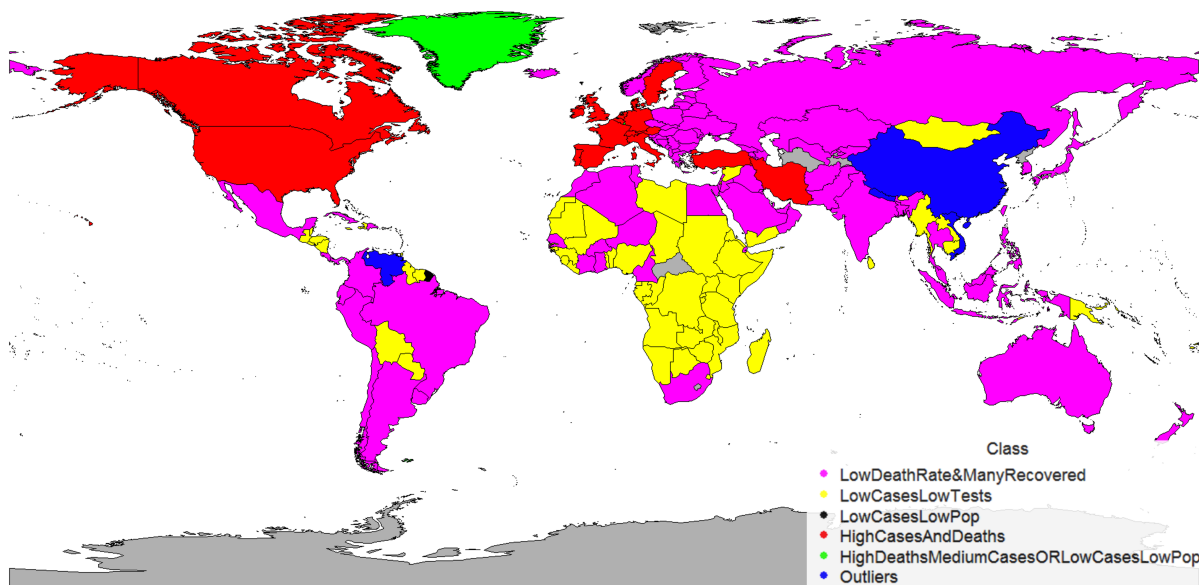 Class
LowDeathRate&ManyRecovered
LowCasesLowTests
LowCasesLowPop
HighCasesAndDeaths
HighDeathsMediumCasesORLowCasesLowPop
Outliers